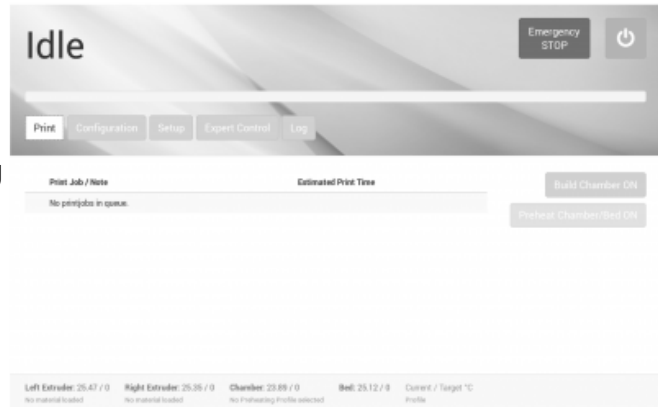 Idle
Emergency
STOP
Print Configuration Setup Expert Control Log
Print Job / Note Estimated Print Time
Build Chamber ON
No printjobs in queue.
Preheat Chamber/Bed ON
Left Extruder: 25.47 / 0 Right Extruder: 25.35 / 0 Chamber: 23.89 / 0 Bed: 25.12 / 0 Current / Target °C
No material loaded No material loaded No Preheating Profile selected Profile